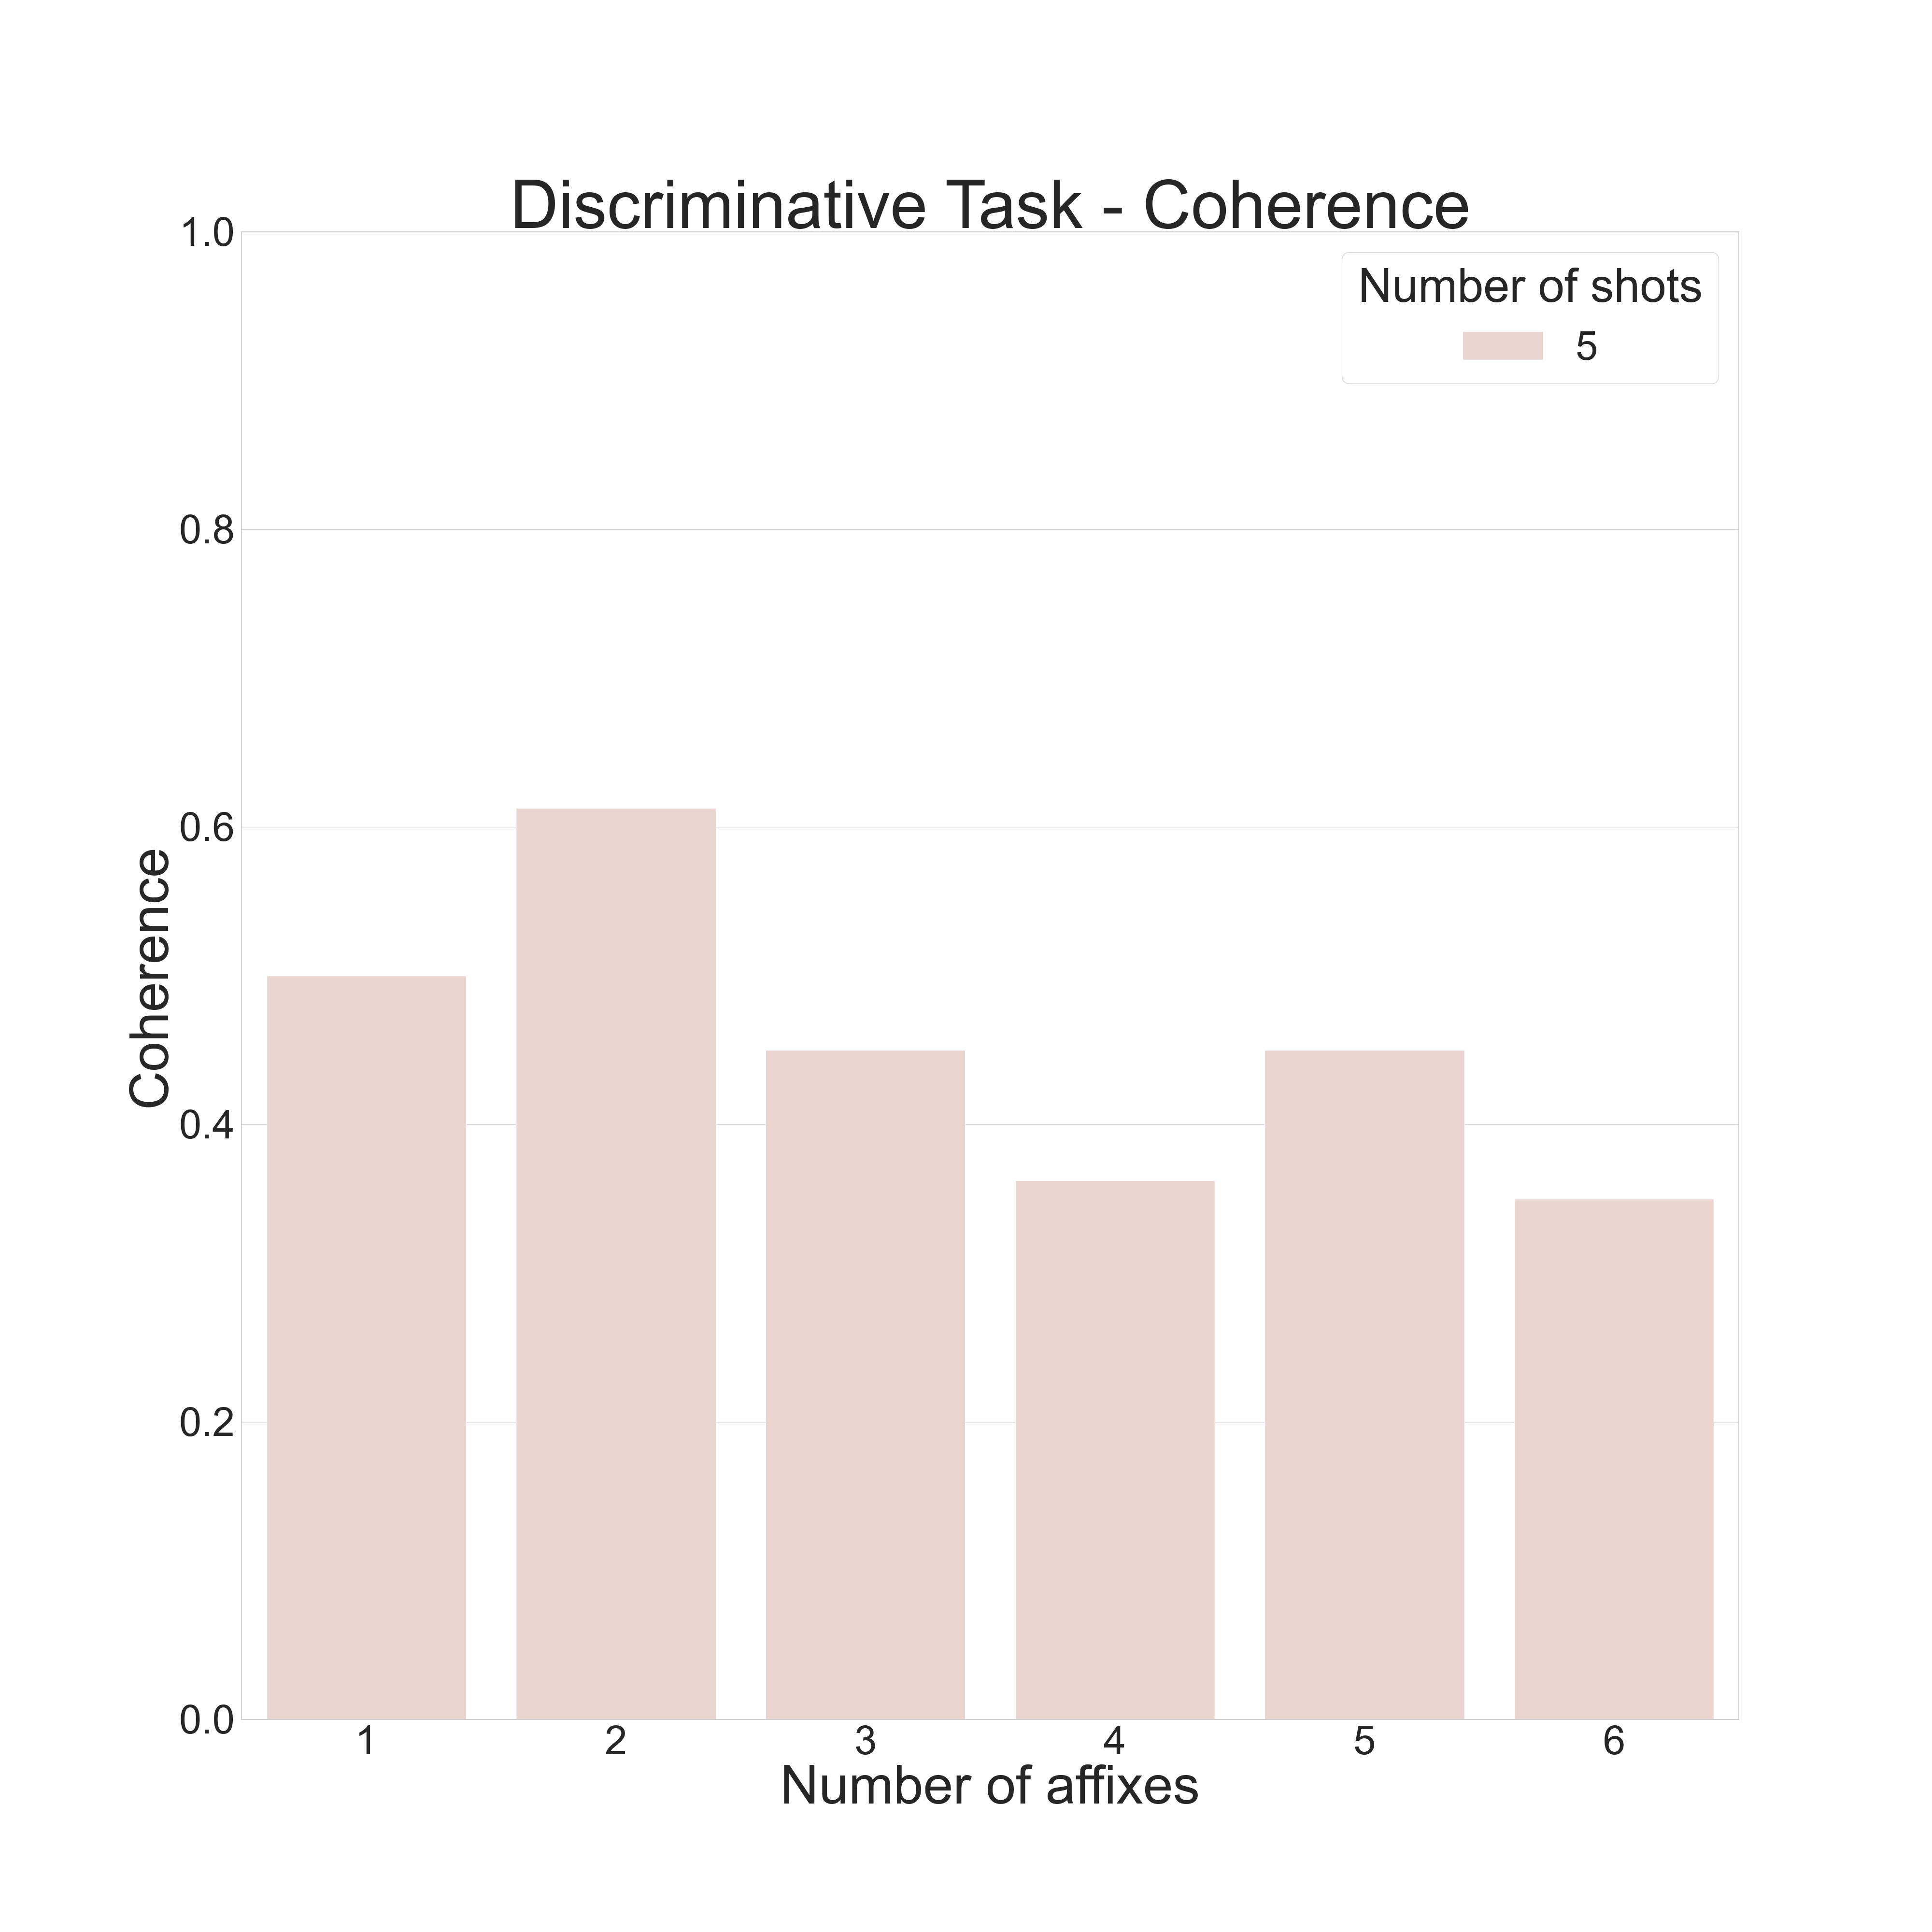 Discriminative Task - Coherence
Number of shots
5
1.0
0.8
0.6
0.4
0.2
0.0
Coherence
1 2 3 4 5 6
Number of affixes